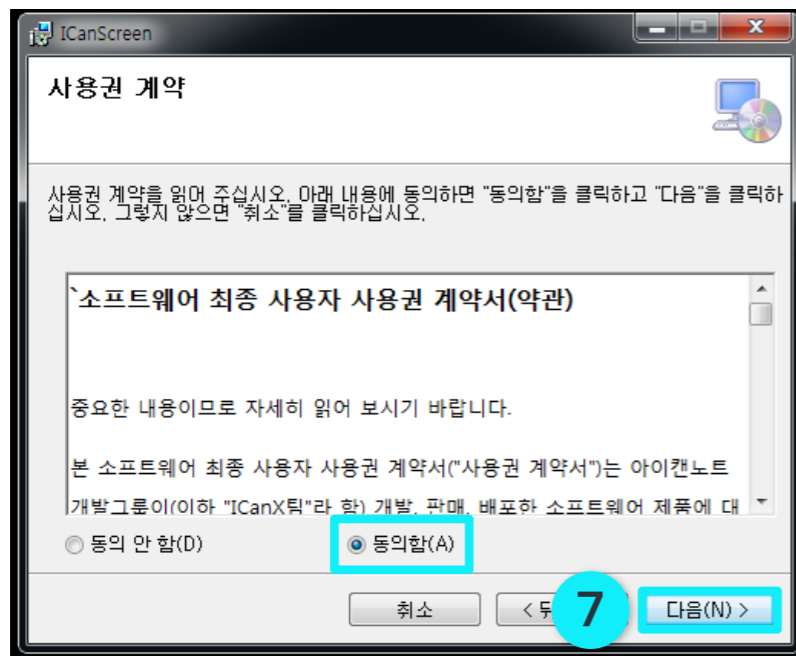 ICanScreen
사용권 계약
사용권 계약을 읽어 주십시오. 아래 내용에 동의하면 "동의함"을 클릭하고 "다음"을 클릭하
십시오. 그렇지 않으면 "취소"를 클릭하십시오.
`소프트웨어 최종 사용자 사용권 계약서(약관)
중요한 내용이므로 자세히 읽어 보시기 바랍니다.
본 소프트웨어 최종 사용자 사용권 계약서("사용권 계약서")는 아이캔노트
개발그룹이(이하 "ICanX팀"라 함) 개발, 판매, 배포한 소프트웨어 제품에 대
동의 안 함(D) 동의함(A)
취소 < 7 다음(N) >